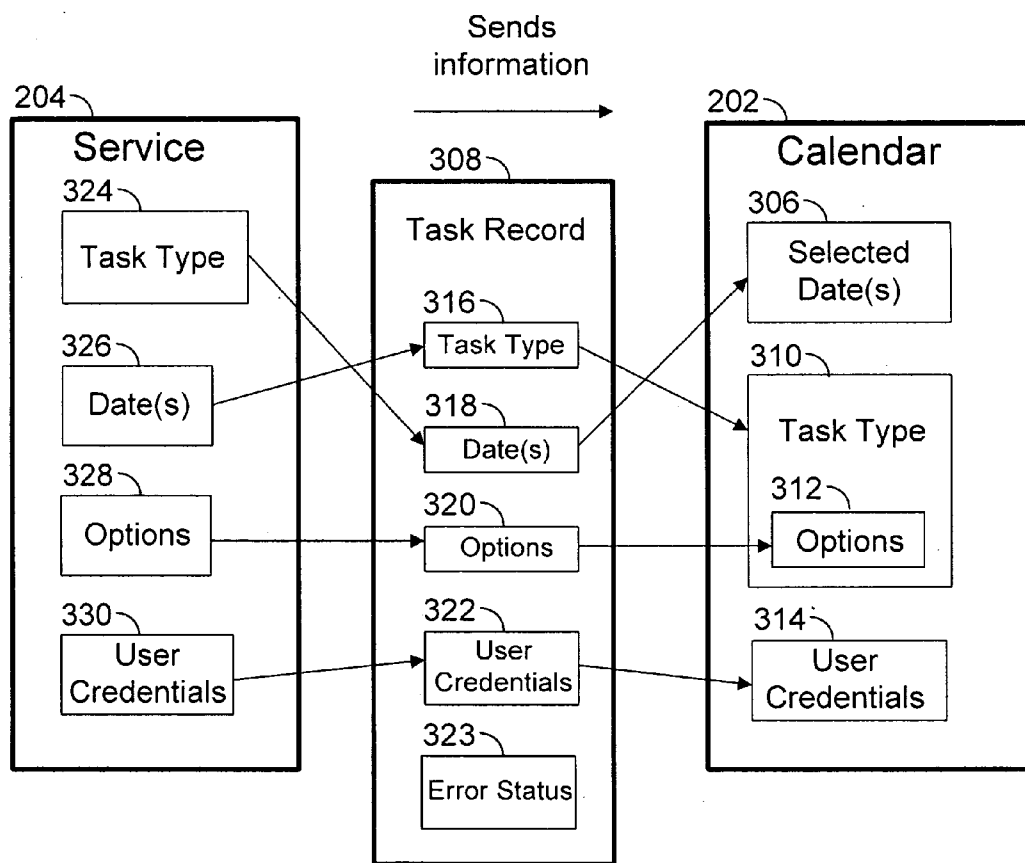 Sends
information
204
Service
324
Task Type
326
Date(s)
328
Options
330
User
Credentials
308
Task Record
316
Task Type
318
Date(s)
320
Options
322
User
Credentials
323
Error Status
202
Calendar
306
Selected
Date(s)
310
Task Type
312
Options
314
User
Credentials